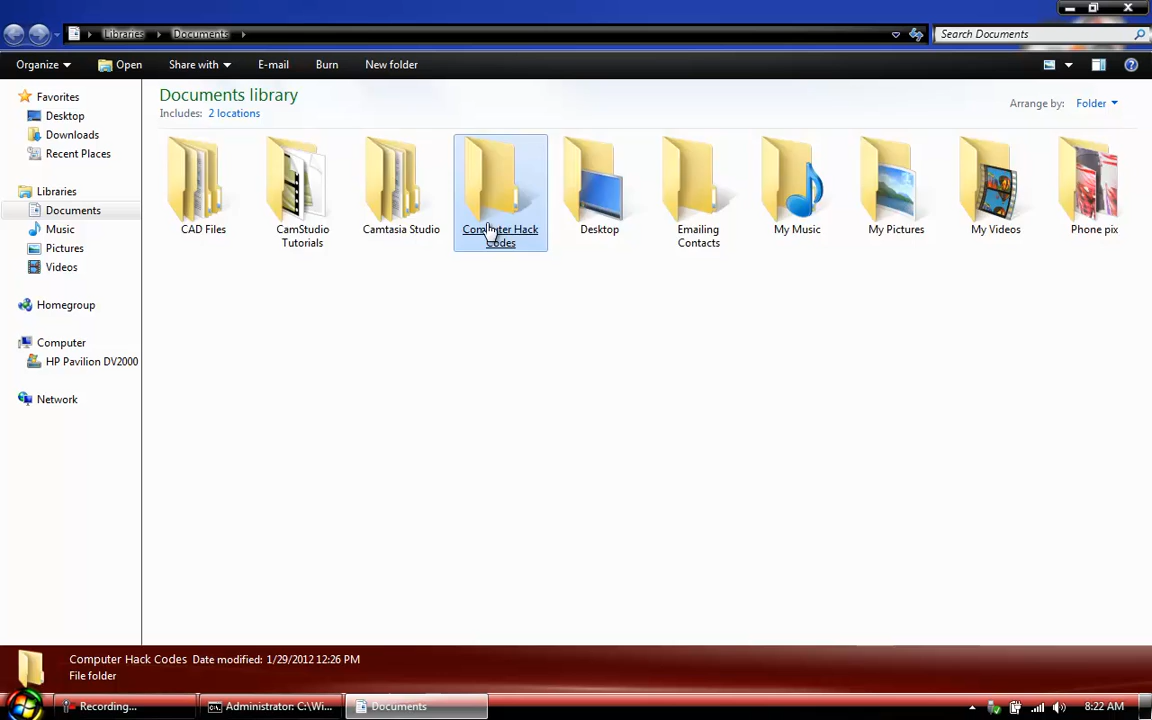 Libraries Documents
Search Documents
Organize Open Share with E-mail Burn New folder
Favorites
Desktop
Downloads
Recent Places
Libraries
Documents
Music
Pictures
Videos
Homegroup
Computer
HP Pavilion DV2000
Network
Documents library
Includes: 2 locations
Arrange by: Folder
CAD Files
CamStudio
Tutorials
Camtasia Studio
Computer Hack
Codes
Desktop
Emailing
Contacts
My Music
My Pictures
My Videos
Phone pix
Computer Hack Codes Date modified: 1/29/2012 12:26 PM
File folder
Recording... Administrator: C:\Wi... Documents 8:22 AM